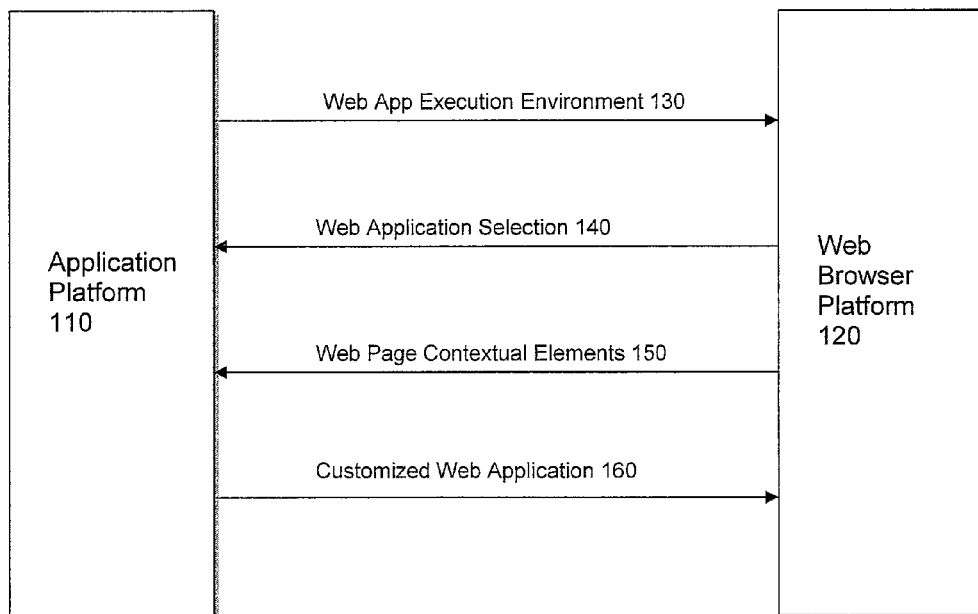 Web App Execution Environment 130
Web Application Selection 140
Application
Platform
110
Web
Browser
Platform
120
Web Page Contextual Elements 150
Customized Web Application 160